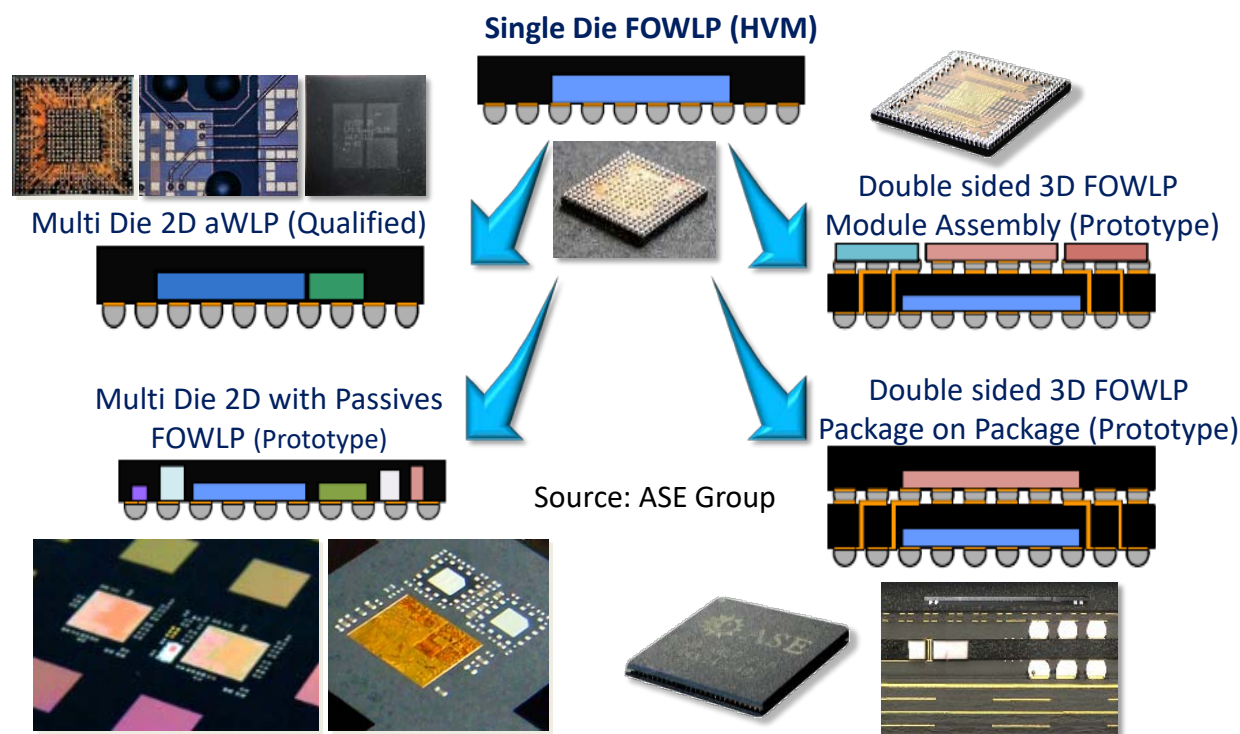 Single Die FOWLP (HVM)
Multi Die 2D aWLP (Qualified)
Double sided 3D FOWLP
Module Assembly (Prototype)
Multi Die 2D with Passives
FOWLP (Prototype)
Double sided 3D FOWLP
Package on Package (Prototype)
Source: ASE Group
ASE